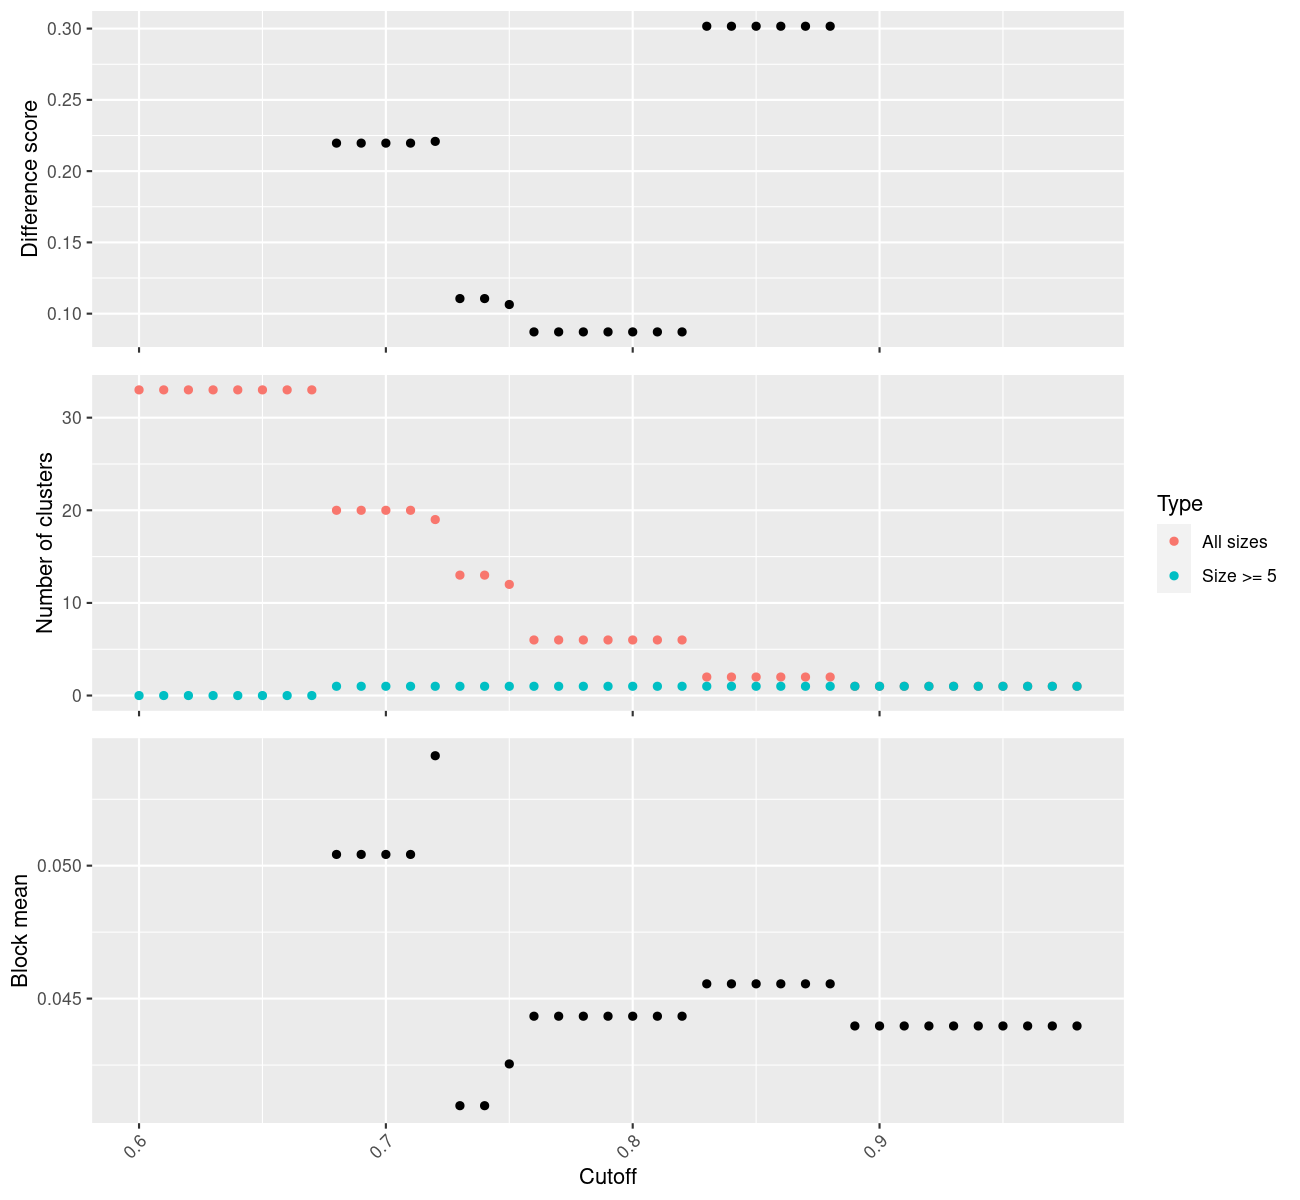 Difference score
0.30
0.25
0.20
0.15
0.10
Number of clusters
30
20
10
0
Type
All sizes
Size >= 5
Block mean
0.050
0.045
0.6
0.7
0.8
0.9
Cutoff